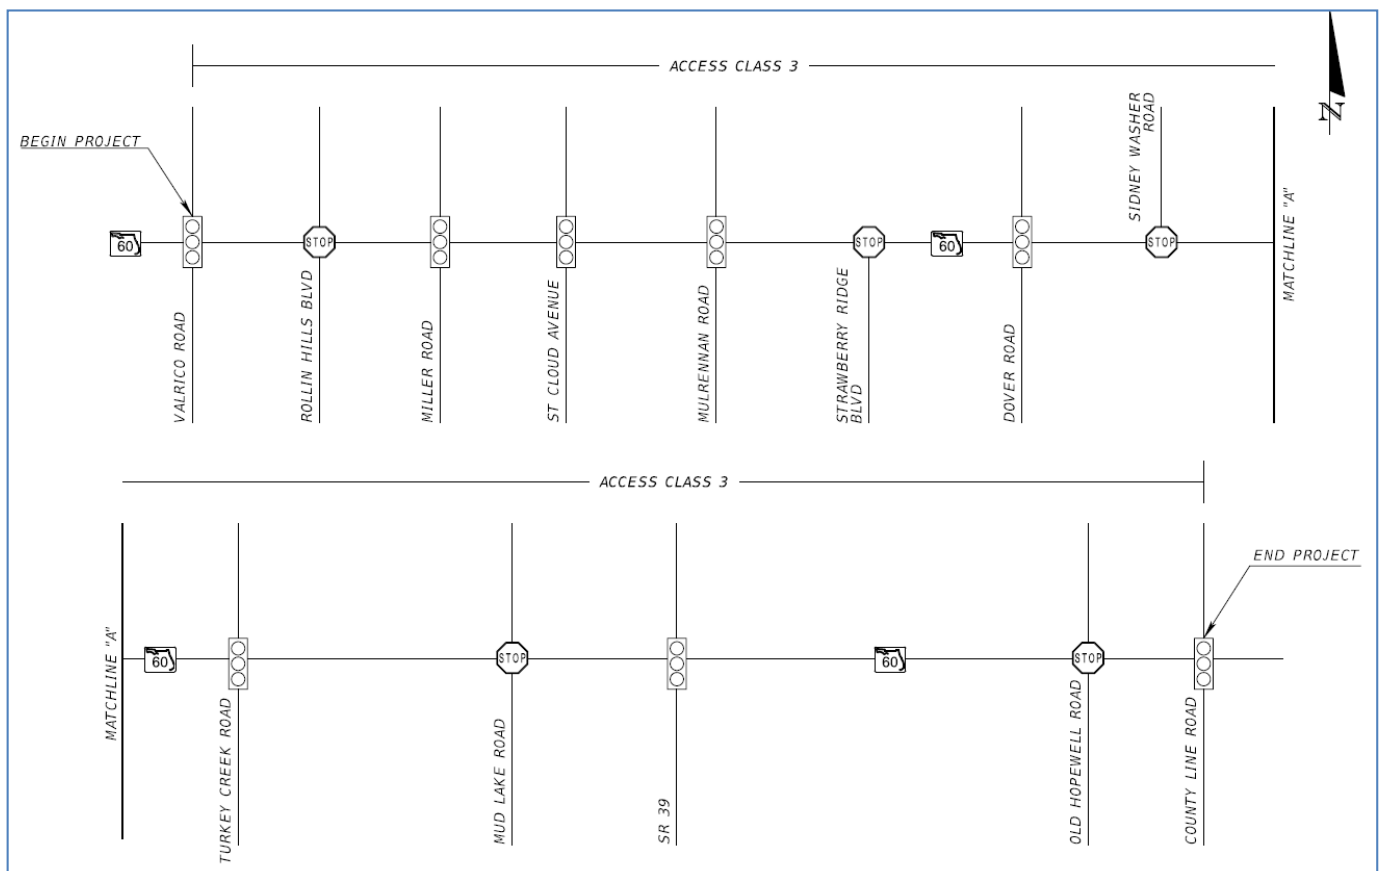 ACCESS CLASS 3
BEGIN PROJECT
SIDNEY WASHER
ROAD
N
60
STOP
STOP
60
STOP
MATCHLINE "A"
VALRICO ROAD
ROLLIN HILLS BLVD
MILLER ROAD
ST CLOUD AVENUE
MULRENNAN ROAD
STRAWBERRY RIDGE
BLVD
DOVER ROAD
ACCESS CLASS 3
END PROJECT
MATCHLINE "A"
60
STOP
60
STOP
TURKEY CREEK ROAD
MUD LAKE ROAD
SR 39
OLD HOPEWELL ROAD
COUNTY LINE ROAD